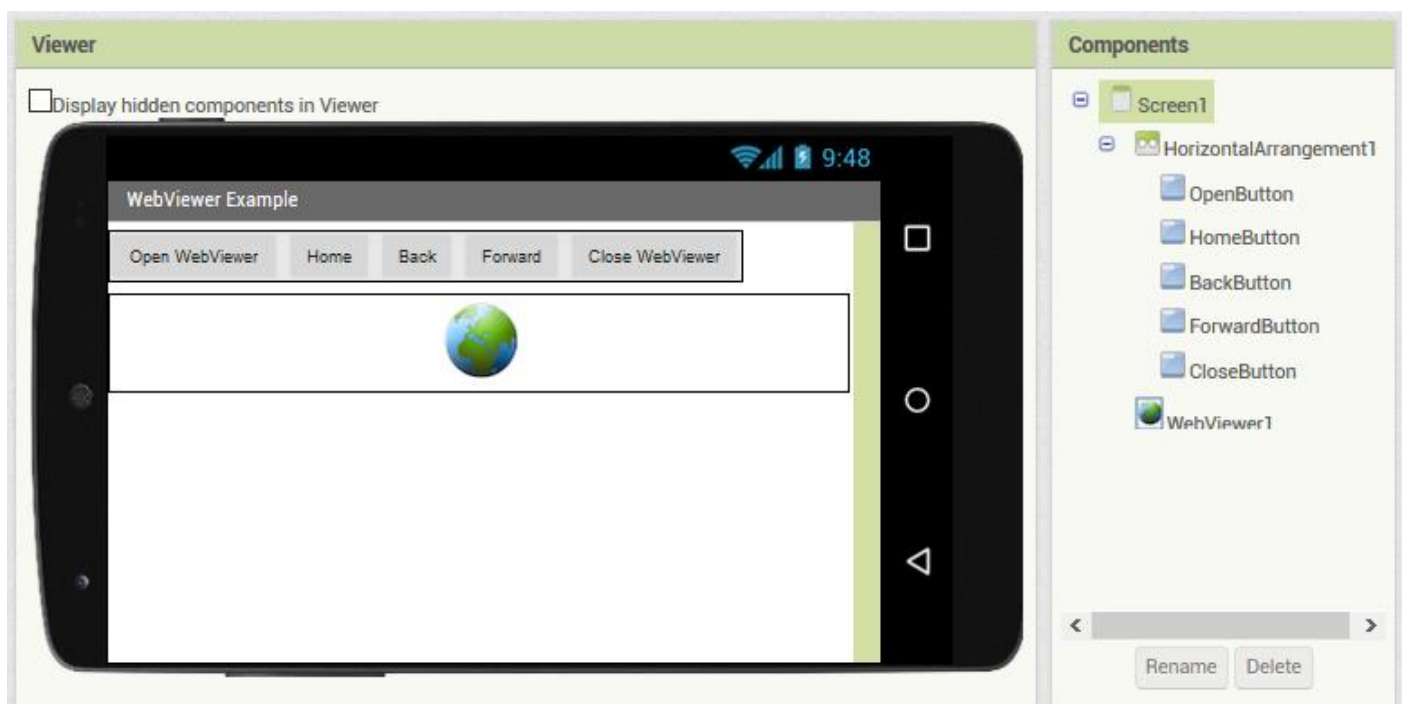 Viewer
Display hidden components in Viewer
9:48
WebViewer Example
Open WebViewer Home Back Forward Close WebViewer
Components
Screen1
HorizontalArrangement1
OpenButton
HomeButton
BackButton
ForwardButton
CloseButton
WebViewer1
Rename Delete